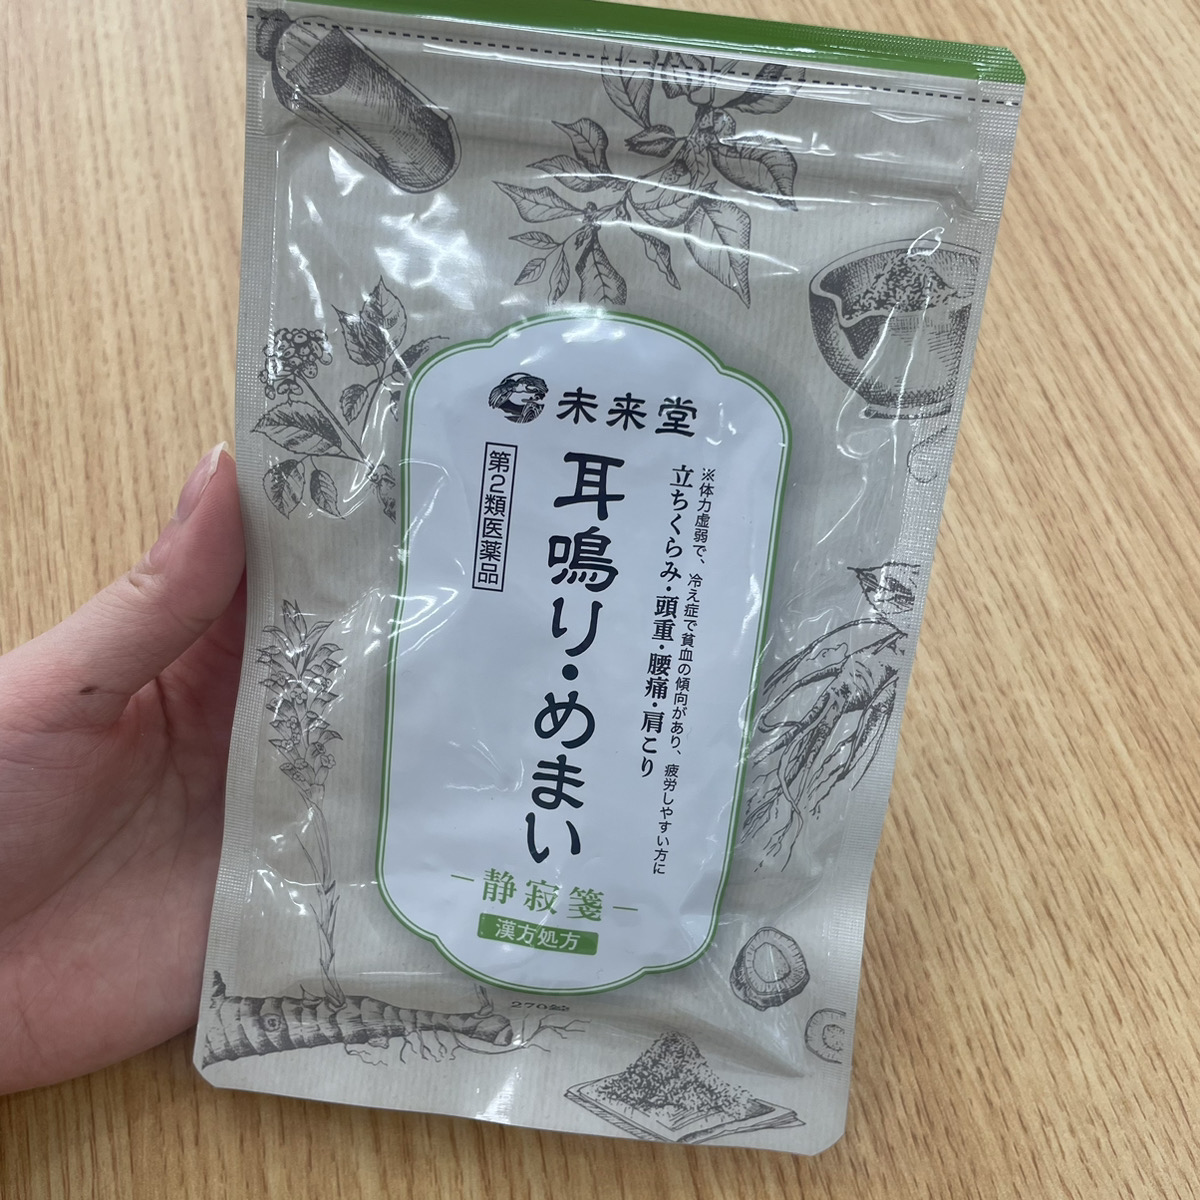 未来堂
※体力虚弱で、冷え症で貧血の傾向があり、疲労しやすい方に
立ちくらみ・頭重・腰痛・肩こり
耳鳴り・めまい
第2類医薬品
静寂箋
漢方処方
270錠